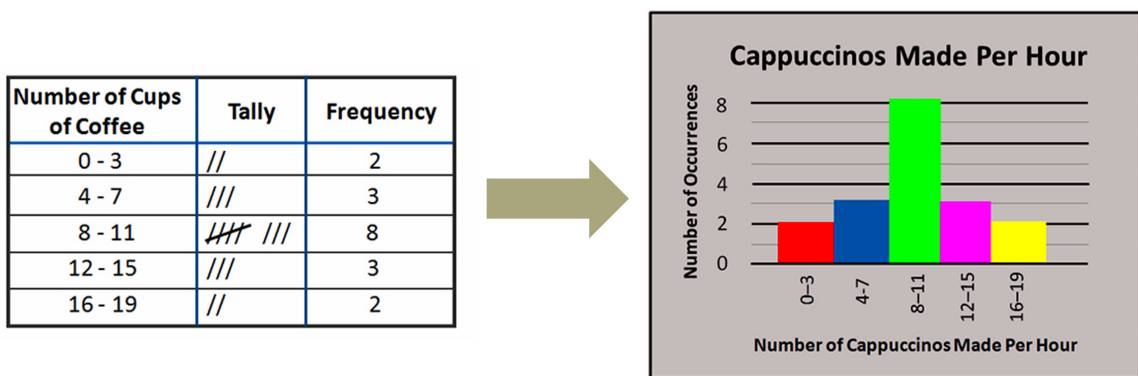 Number of Cups
of Coffee
Tally
Frequency
0 - 3
//
2
4 - 7
///
3
8 - 11
//// ///
8
12 - 15
///
3
16 - 19
//
2
Cappuccinos Made Per Hour
Number of Occurrences
8
6
4
2
0
0–3
4-7
8–11
12–15
16–19
Number of Cappuccinos Made Per Hour